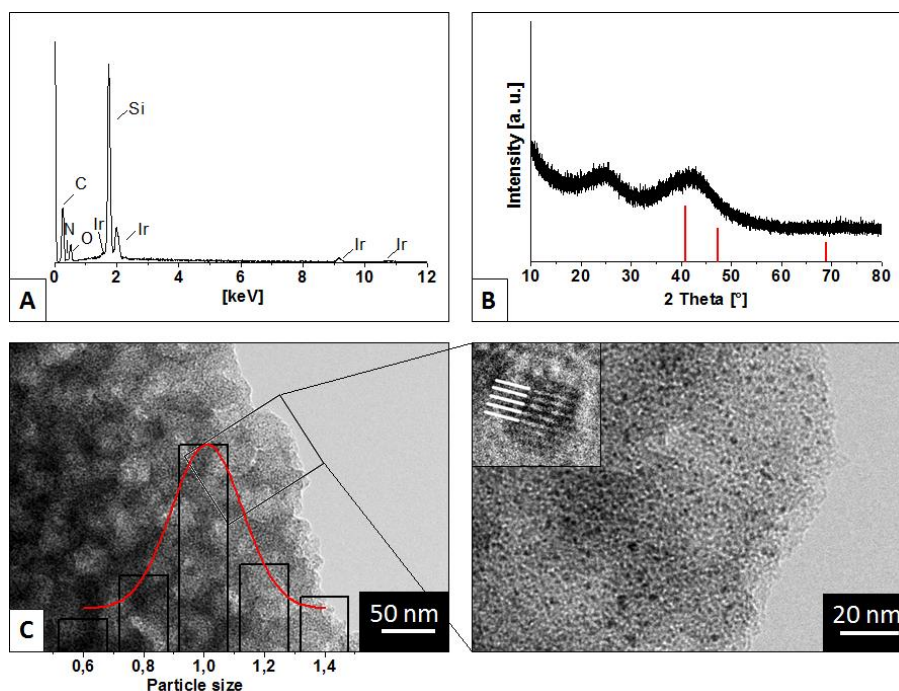 Si
C
N
Ir
O
Ir
Ir
Ir
0 2 4 6 8 10 12
[keV]
A
Intensity [a. u.]
10 20 30 40 50 60 70 80
2 Theta [°]
B
C
50 nm
0,6 0,8 1,0 1,2 1,4
Particle size
20 nm